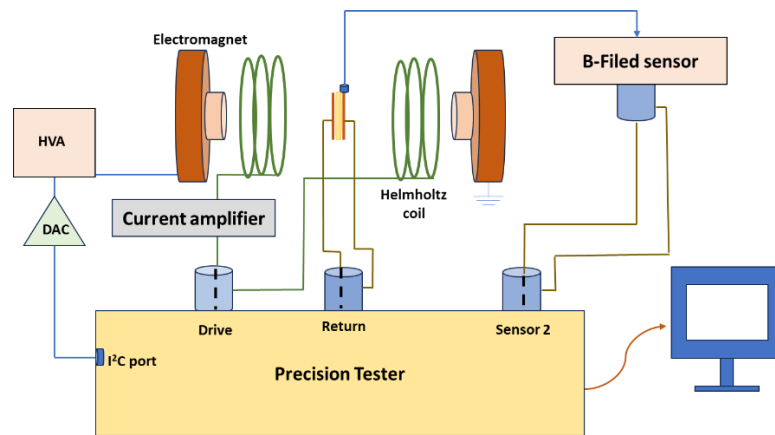 Electromagnet
B-Filed sensor
HVA
Helmholtz
coil
Current amplifier
DAC
Drive
Return
Sensor 2
I²C port
Precision Tester